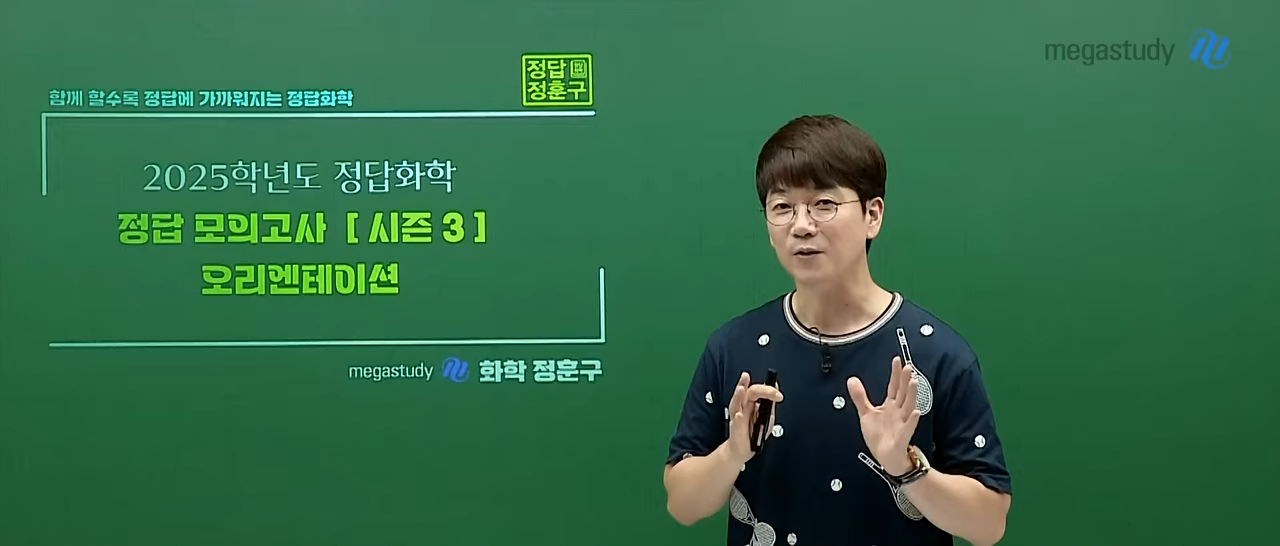 megastudy
정답
정훈구
함께 할수록 정답에 가까워지는 정답화학
2025학년도 정답화학
정답 모의고사 [ 시즌 3 ]
오리엔테이션
megastudy 화학 정훈구